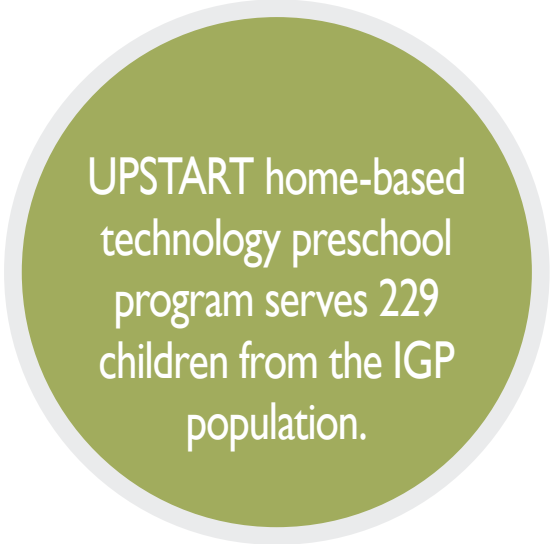 UPSTART home-based
technology preschool
program serves 229
children from the IGP
population.